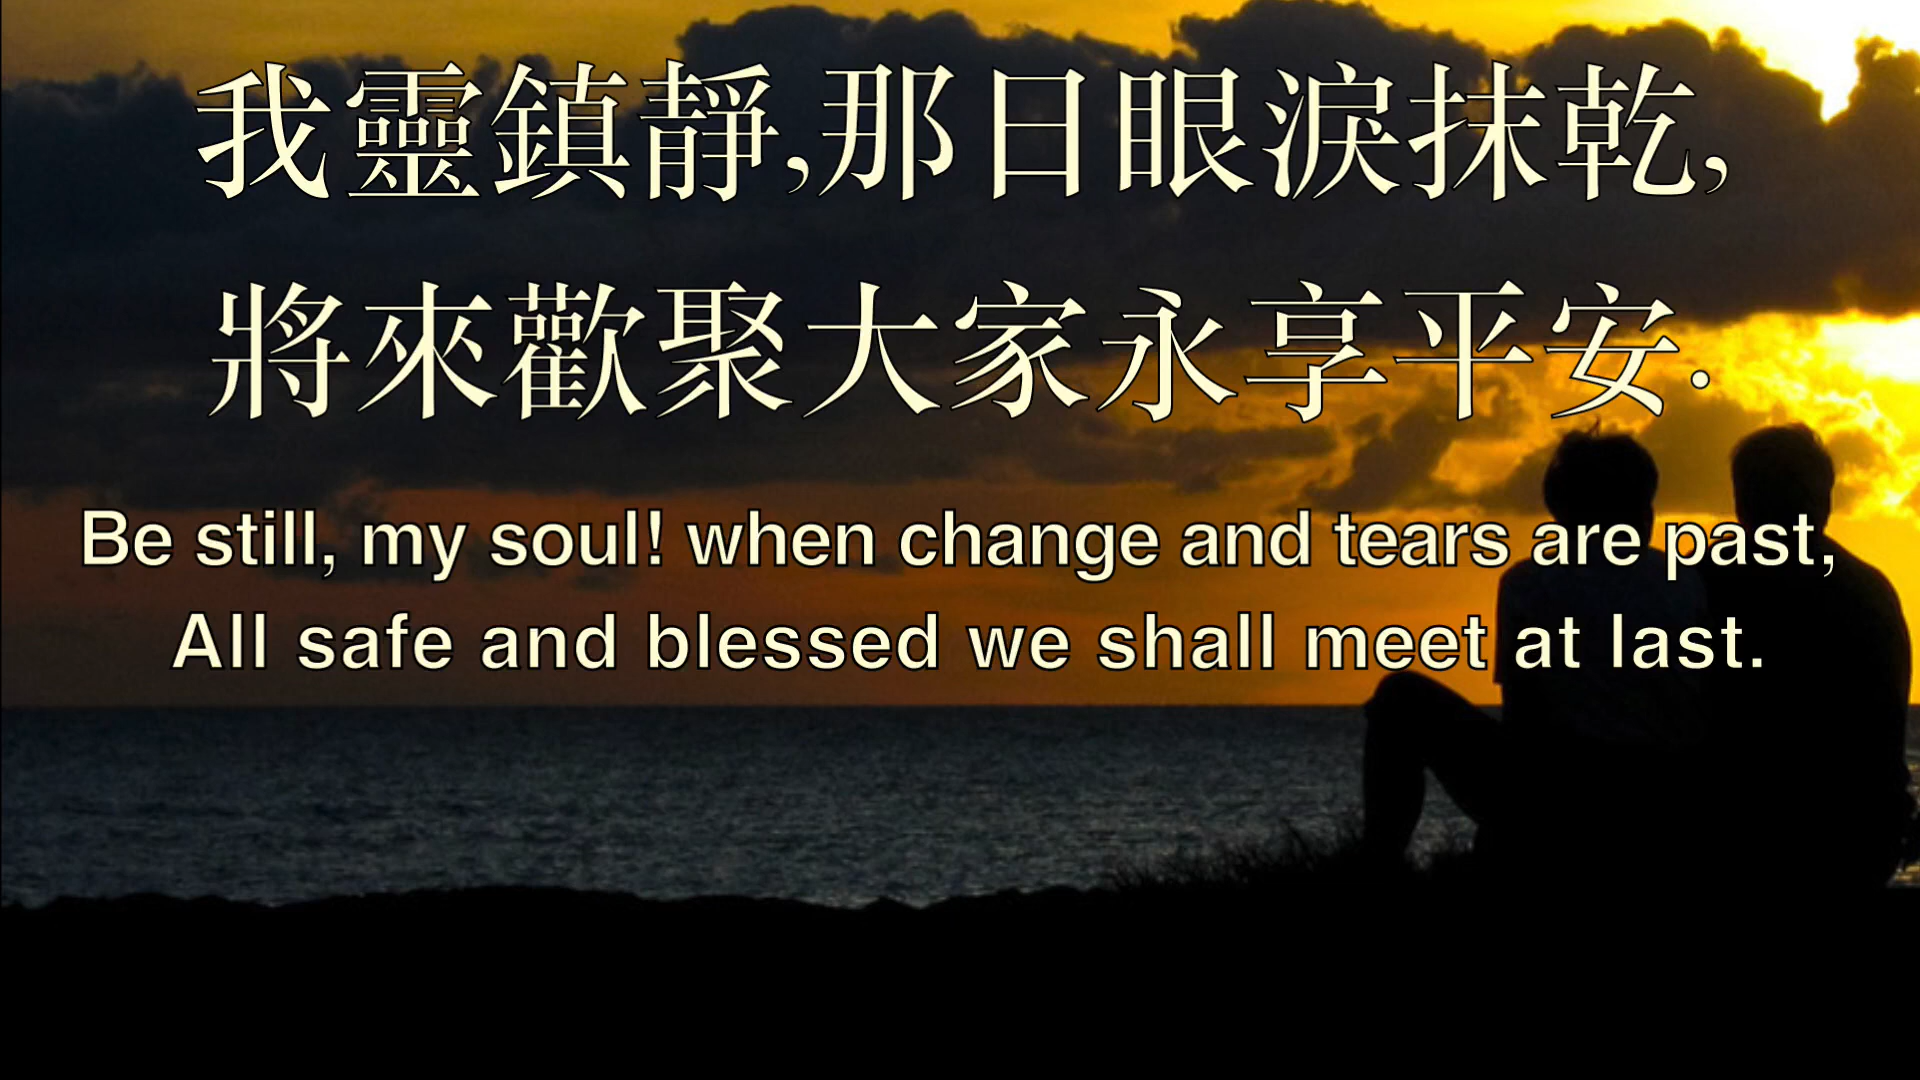 我靈鎮靜,那日眼淚抹乾,
將來歡聚大家永享平安.
Be still, my soul! when change and tears are past,
All safe and blessed we shall meet at last.